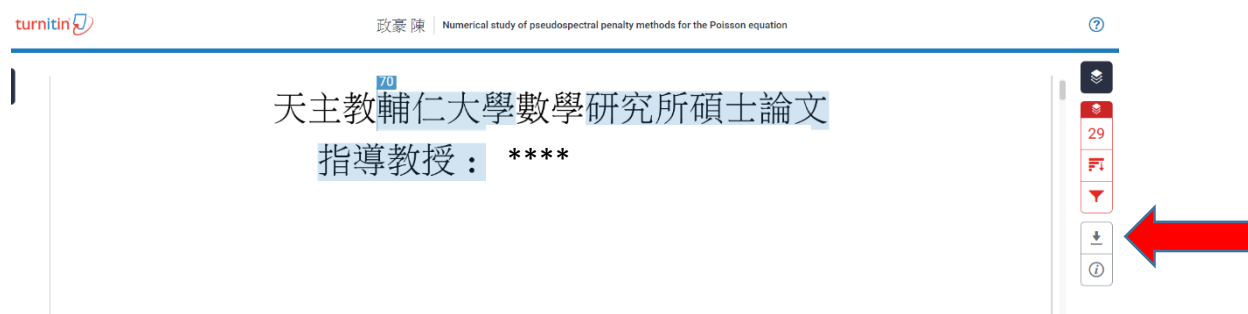 turnitin
政豪 陳 Numerical study of pseudospectral penalty methods for the Poisson equation
?
70
天主教輔仁大學數學研究所碩士論文
29
指導教授： ****
i